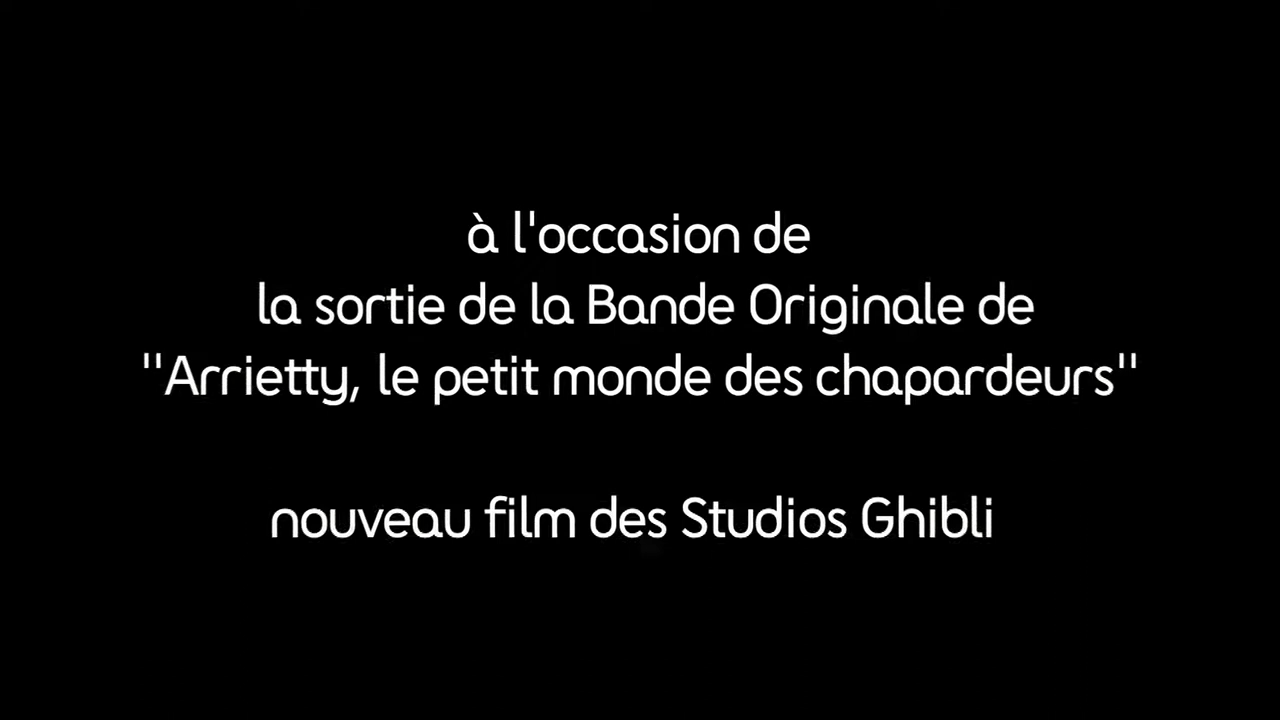 à l'occasion de
la sortie de la Bande Originale de
"Arrietty, le petit monde des chapardeurs"
nouveau film des Studios Ghibli